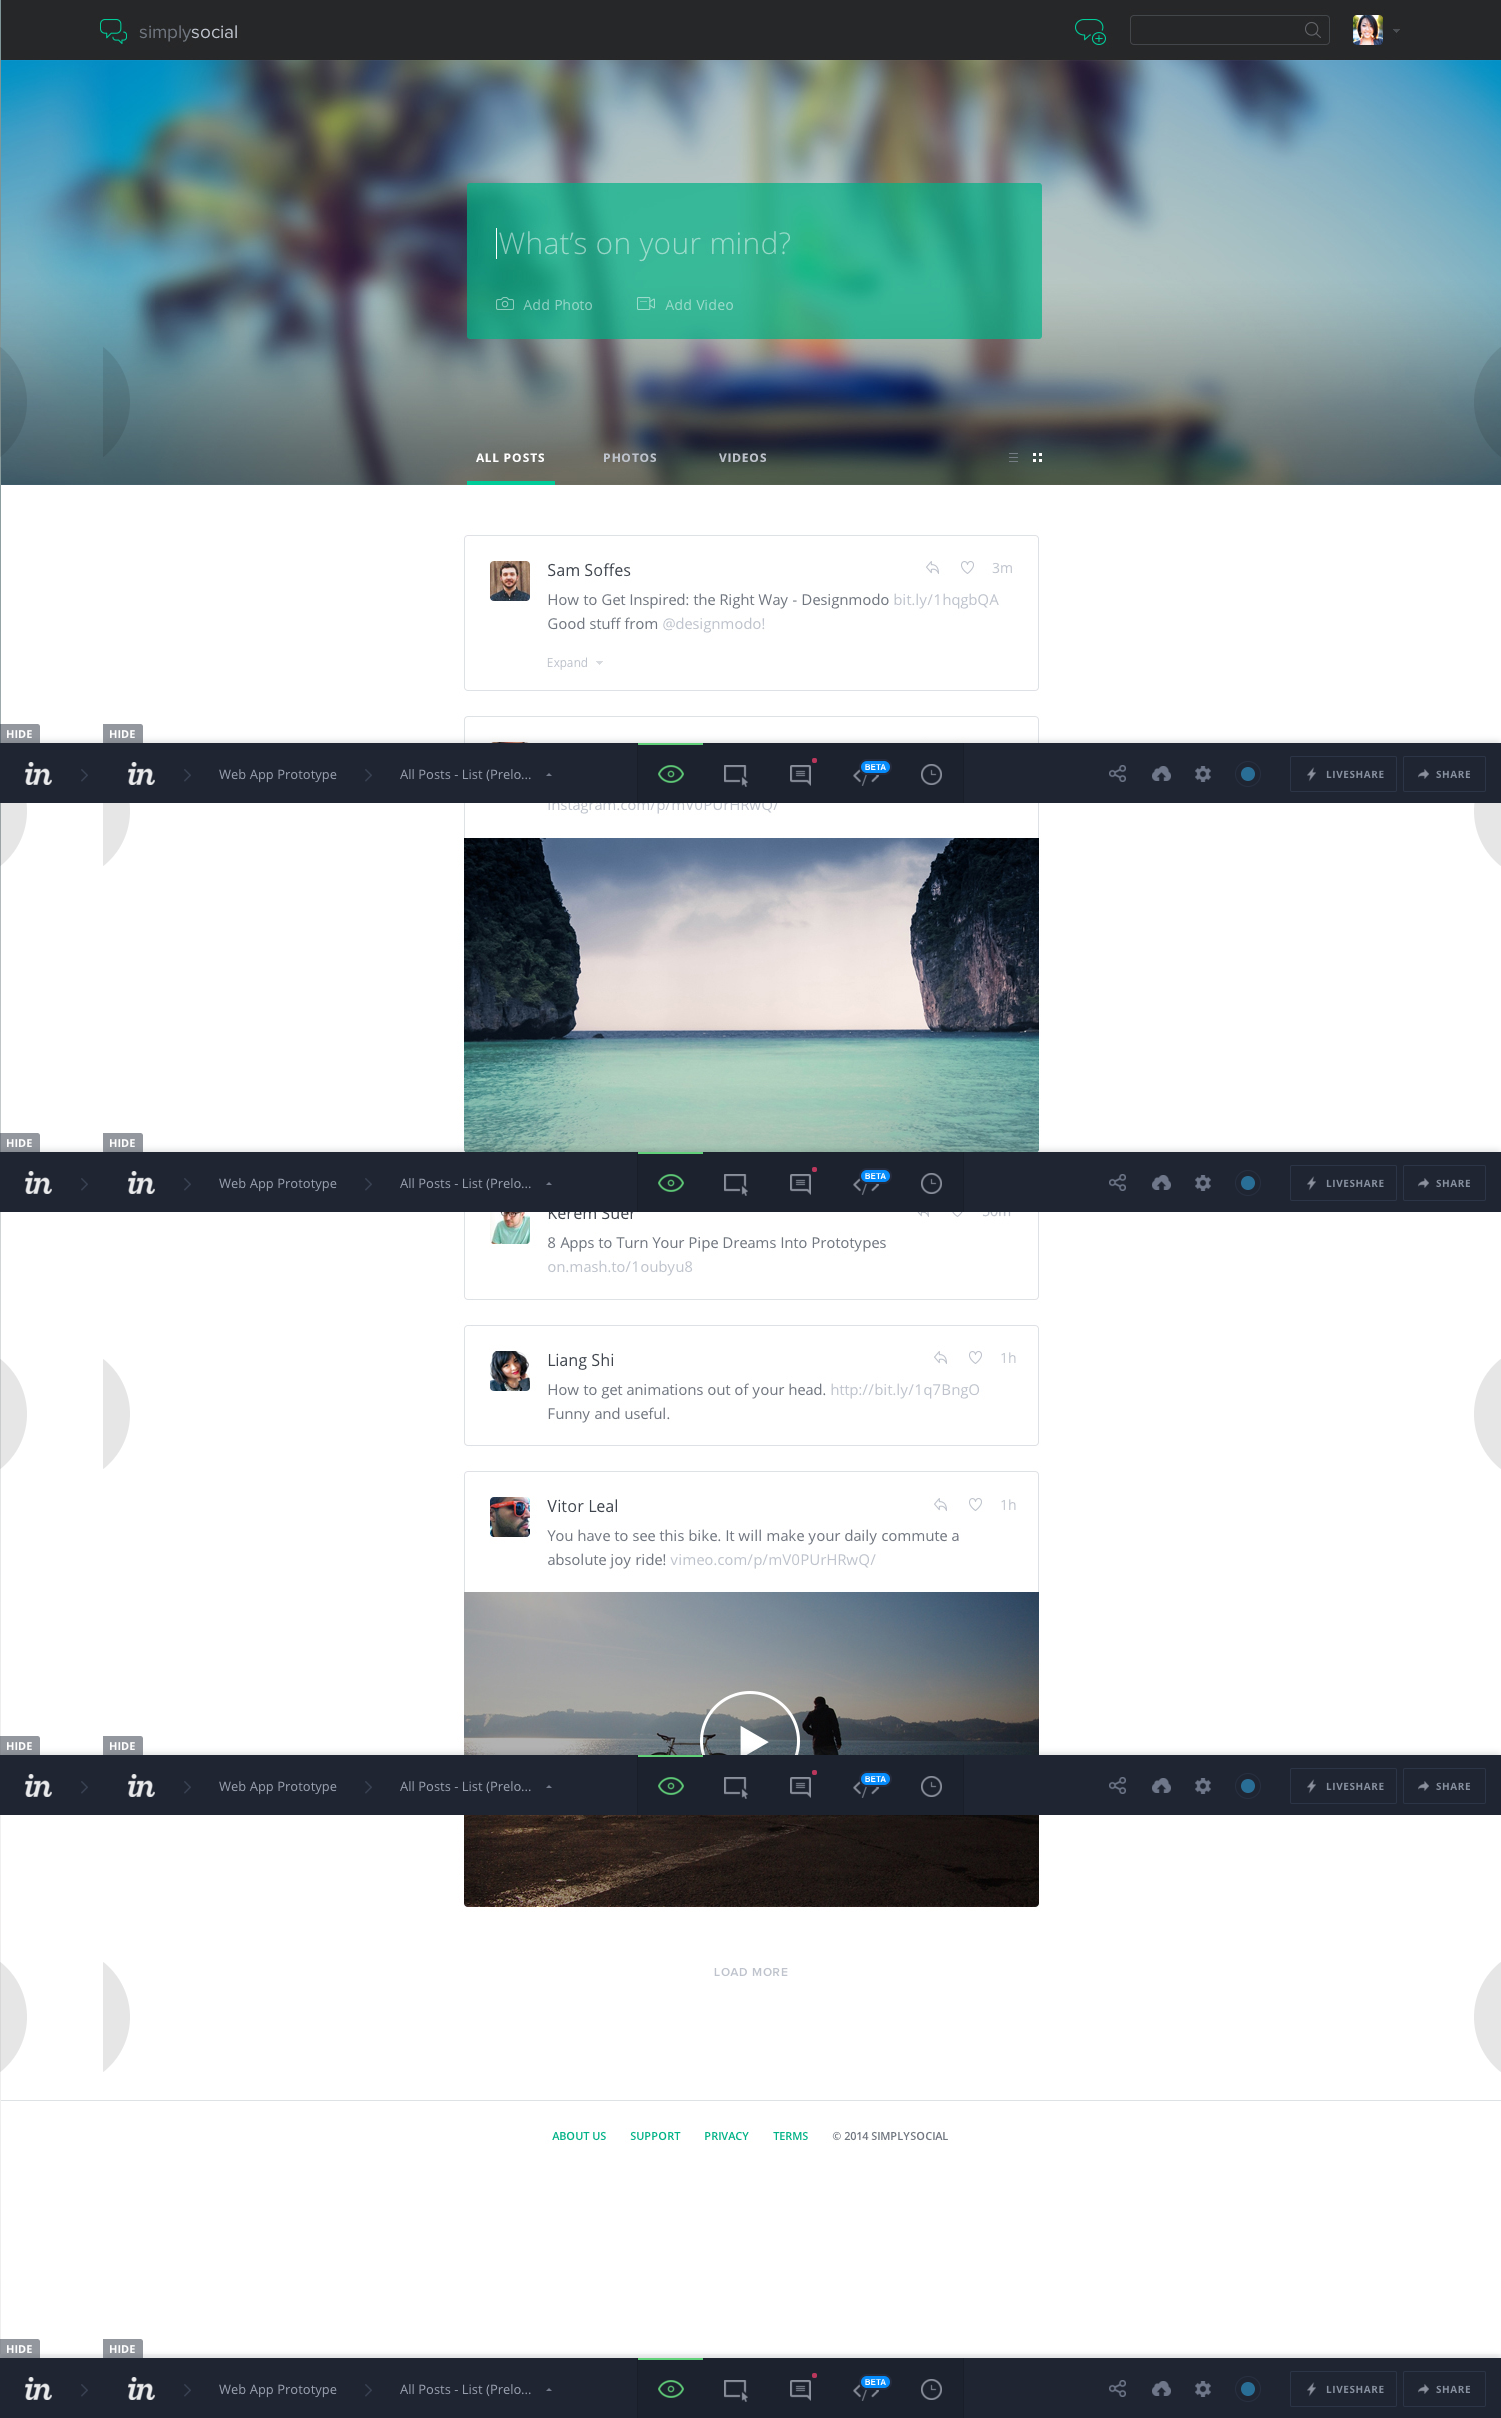 simplysocial
What's on your mind?
Add Photo Add Video
ALL POSTS PHOTOS VIDEOS
Sam Soffes 3m
How to Get Inspired: the Right Way - Designmodo bit.ly/1hqgbQA
Good stuff from @designmodo!
Expand
HIDE HIDE
in in Web App Prototype All Posts - List (Prelo... BETA LIVESHARE SHARE
instagram.com/p/mV0PUrHRwQ/
HIDE HIDE
in in Web App Prototype All Posts - List (Prelo... BETA LIVESHARE SHARE
Kerem Suer 50m
8 Apps to Turn Your Pipe Dreams Into Prototypes
on.mash.to/1oubyu8
Liang Shi 1h
How to get animations out of your head. http://bit.ly/1q7BngO
Funny and useful.
Vitor Leal 1h
You have to see this bike. It will make your daily commute a
absolute joy ride! vimeo.com/p/mV0PUrHRwQ/
HIDE HIDE
in in Web App Prototype All Posts - List (Prelo... BETA LIVESHARE SHARE
LOAD MORE
ABOUT US SUPPORT PRIVACY TERMS © 2014 SIMPLYSOCIAL
HIDE HIDE
in in Web App Prototype All Posts - List (Prelo... BETA LIVESHARE SHARE